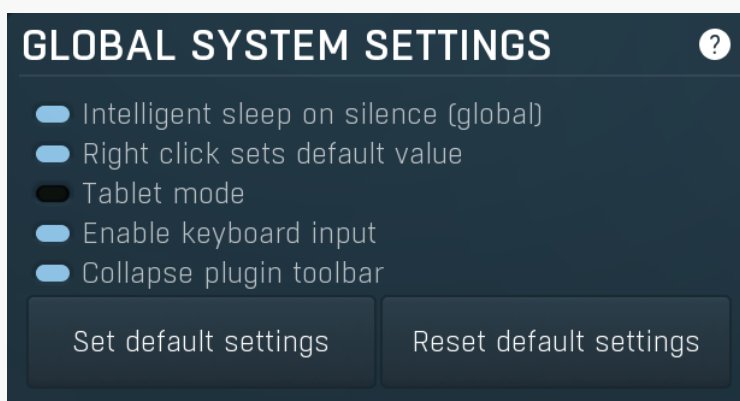 GLOBAL SYSTEM SETTINGS ?
Intelligent sleep on silence (global)
Right click sets default value
Tablet mode
Enable keyboard input
Collapse plugin toolbar
Set default settings Reset default settings